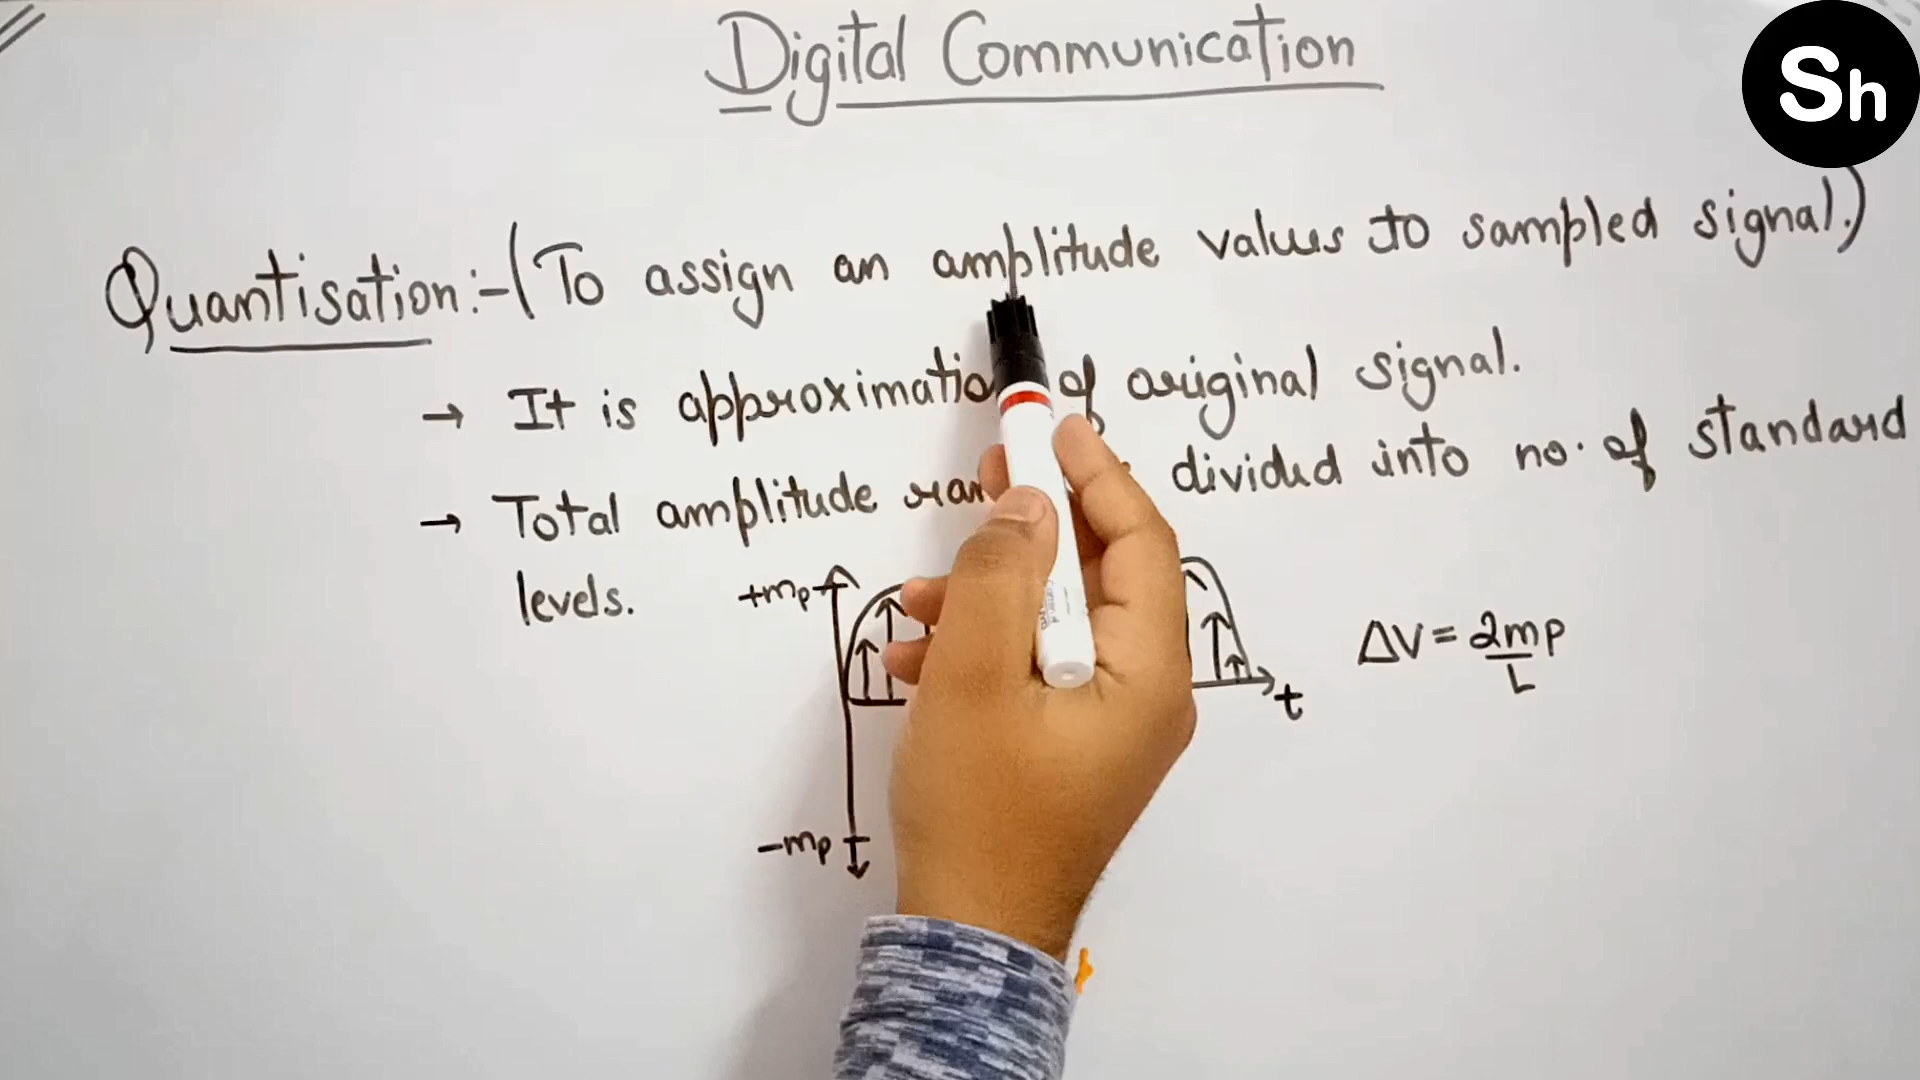 Digital Communication
Sh
Quantisation:-(To assign an amplitude values to sampled signal.)
→ It is approximatio of original signal.
→ Total amplitude divided into no. of standard
levels.
+mp
ΔV = 2mp
L
t
-mp